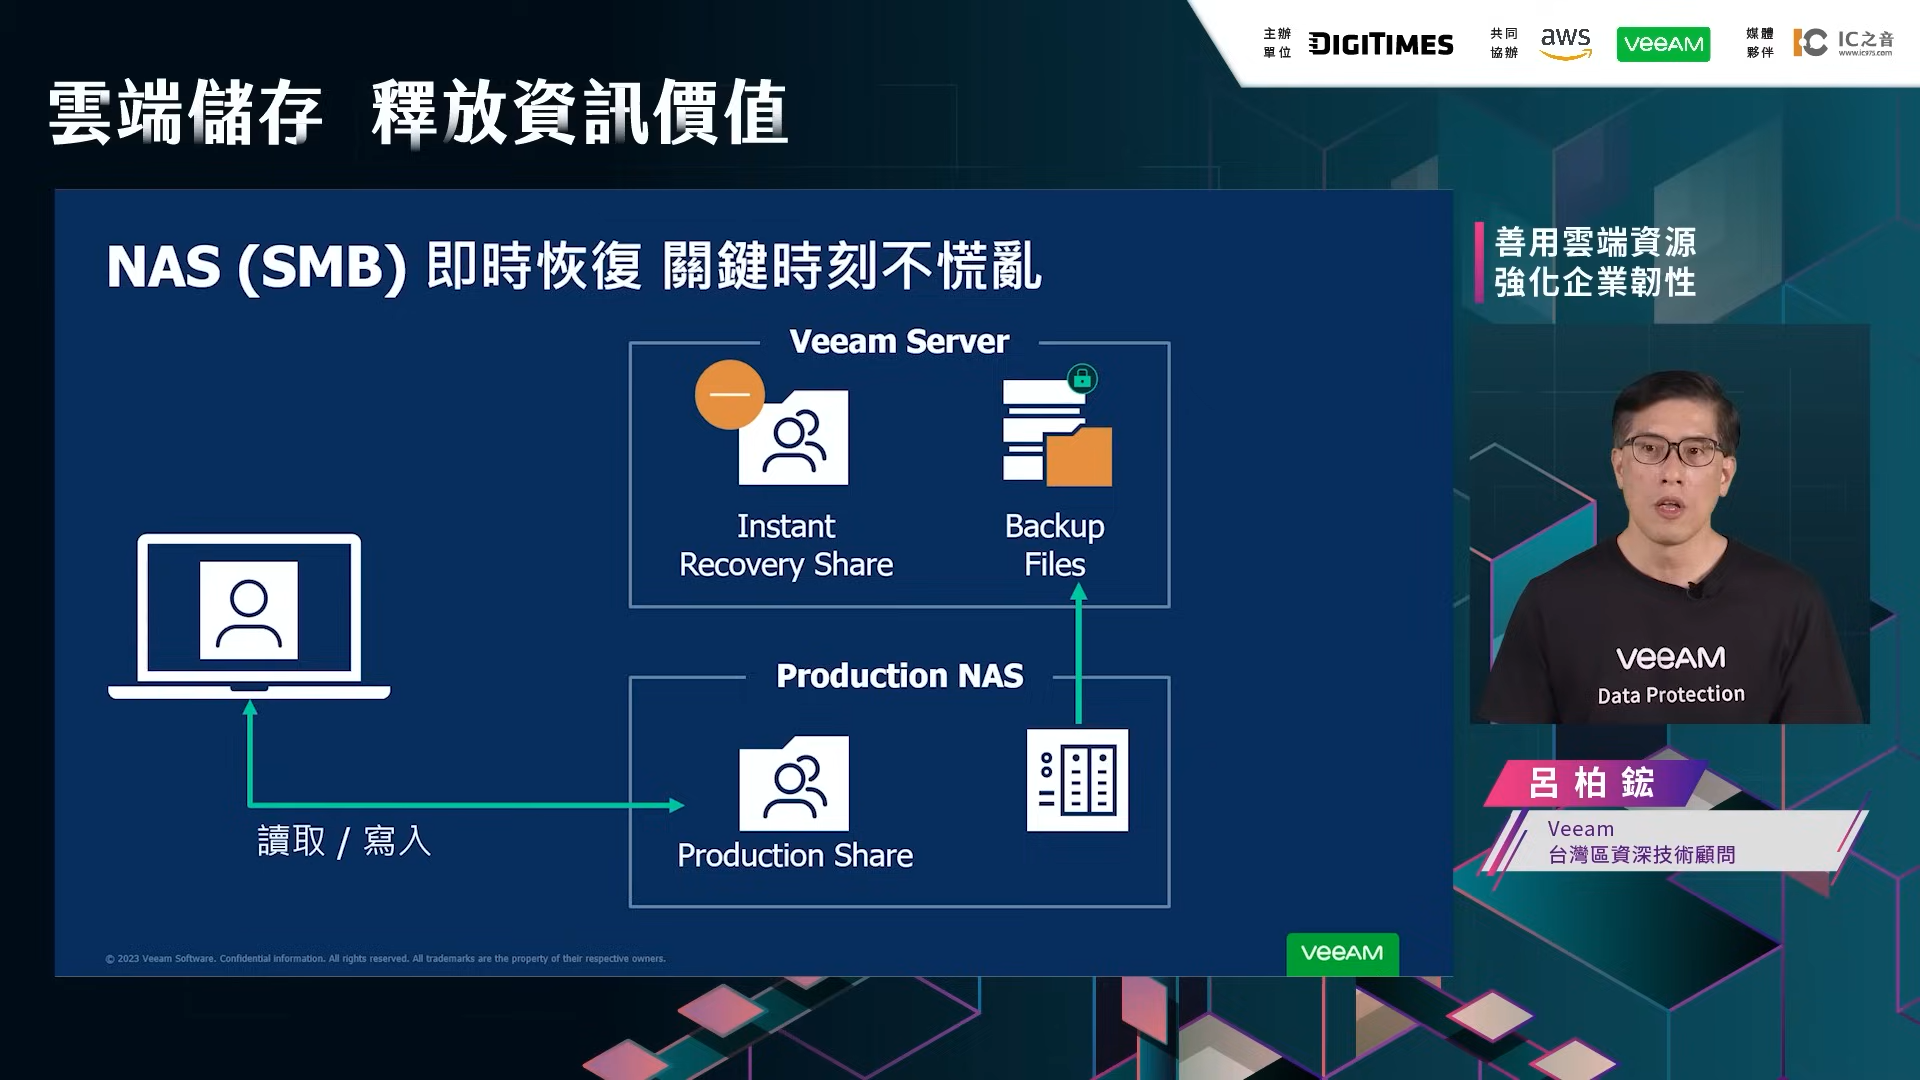 主辦
單位
DIGITIMES
共同
協辦
aws
veeAM
媒體
夥伴
IC之音
www.ic975.com
雲端儲存 釋放資訊價值
善用雲端資源
強化企業韌性
NAS (SMB) 即時恢復 關鍵時刻不慌亂
Veeam Server
Instant
Recovery Share
Backup
Files
Production NAS
Production Share
讀取 / 寫入
© 2023 Veeam Software. Confidential information. All rights reserved. All trademarks are the property of their respective owners.
veeAM
veeAM
Data Protection
呂柏鋐
Veeam
台灣區資深技術顧問